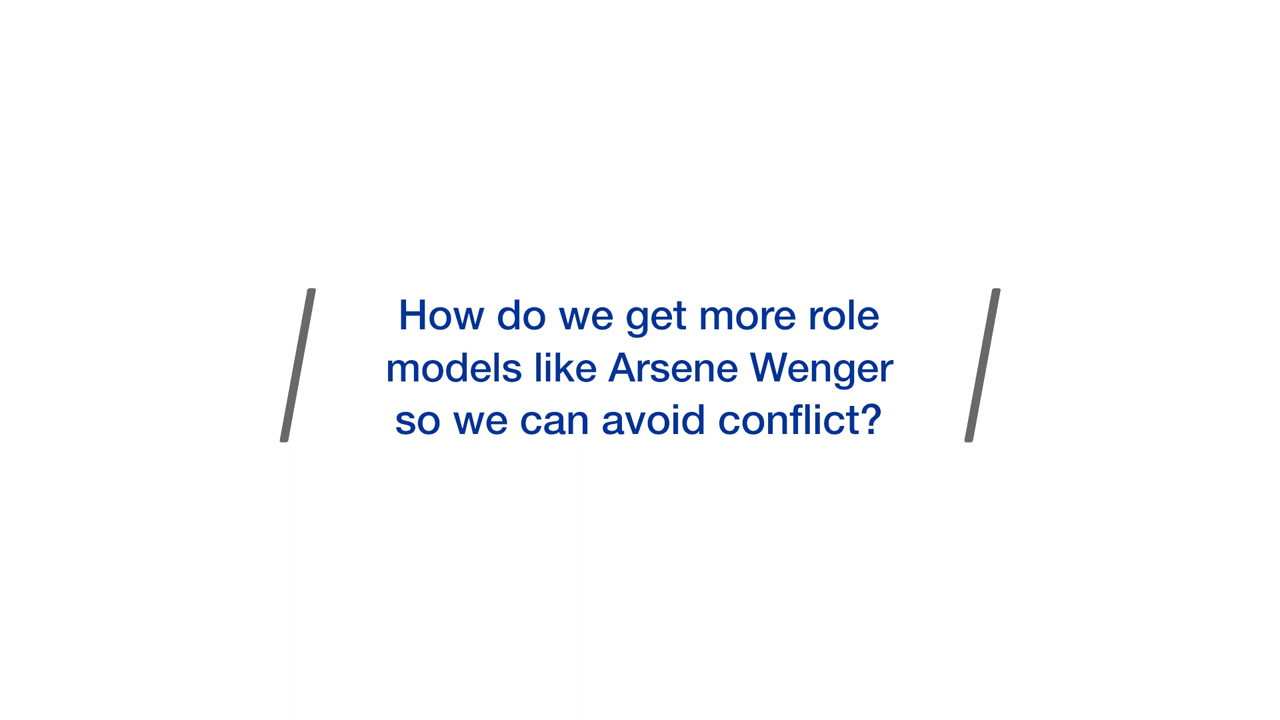 How do we get more role
models like Arsene Wenger
so we can avoid conflict?